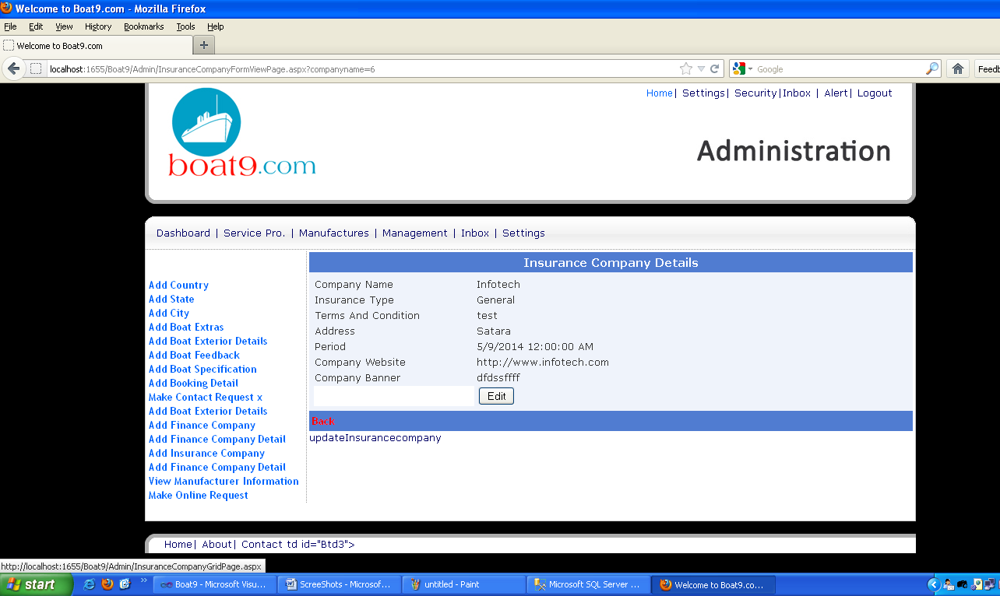 Welcome to Boat9.com - Mozilla Firefox
File Edit View History Bookmarks Tools Help
Welcome to Boat9.com
localhost:1655/Boat9/Admin/InsuranceCompanyFormViewPage.aspx?companyname=6
Google
Feedb
Home| Settings| Security|Inbox | Alert| Logout
boat9.com
Administration
Dashboard | Service Pro. | Manufactures | Management | Inbox | Settings
Add Country
Add State
Add City
Add Boat Extras
Add Boat Exterior Details
Add Boat Feedback
Add Boat Specification
Add Booking Detail
Make Contact Request x
Add Boat Exterior Details
Add Finance Company
Add Finance Company Detail
Add Insurance Company
Add Finance Company Detail
View Manufacturer Information
Make Online Request
Insurance Company Details
Company Name Infotech
Insurance Type General
Terms And Condition test
Address Satara
Period 5/9/2014 12:00:00 AM
Company Website http://www.infotech.com
Company Banner dfdssffff
Edit
Back
updateInsurancecompany
Home| About| Contact td id="Btd3">
http://localhost:1655/Boat9/Admin/InsuranceCompanyGridPage.aspx
start
Boat9 - Microsoft Visu...
ScreeShots - Microsof...
untitled - Paint
Microsoft SQL Server ...
Welcome to Boat9.co...